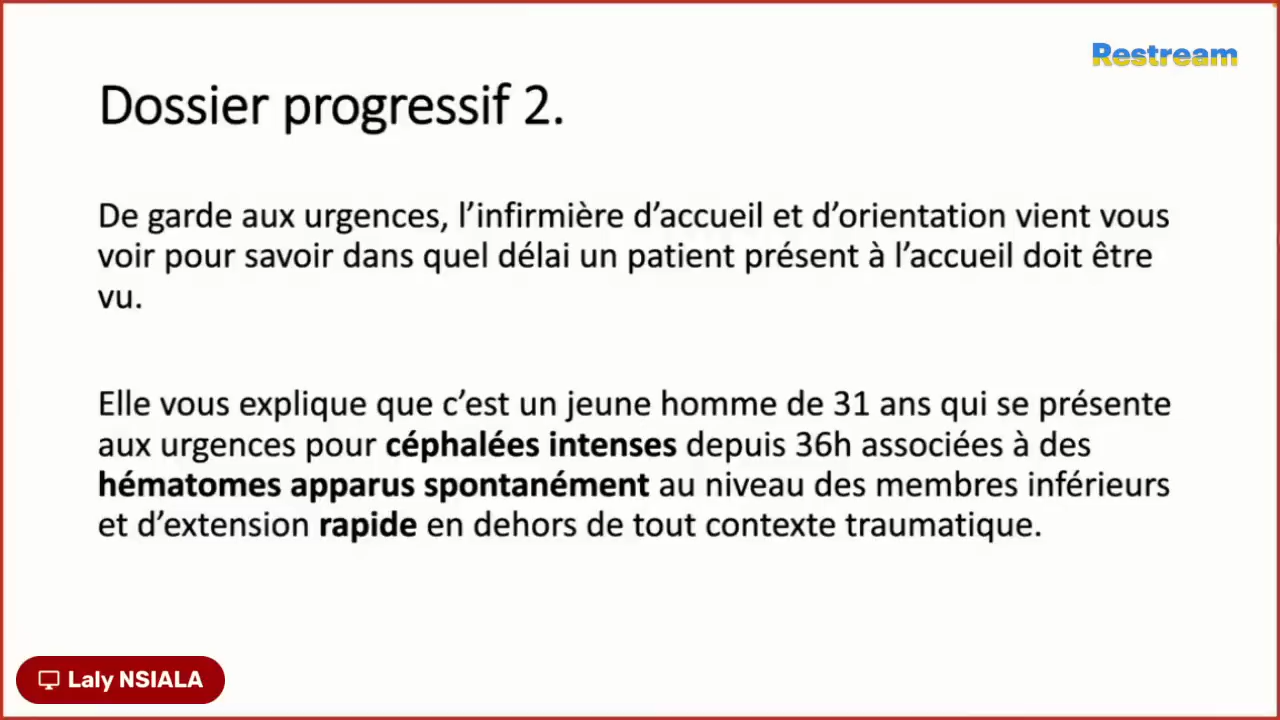 Restream
Dossier progressif 2.
De garde aux urgences, l’infirmière d’accueil et d’orientation vient vous
voir pour savoir dans quel délai un patient présent à l’accueil doit être
vu.
Elle vous explique que c’est un jeune homme de 31 ans qui se présente
aux urgences pour céphalées intenses depuis 36h associées à des
hématomes apparus spontanément au niveau des membres inférieurs
et d’extension rapide en dehors de tout contexte traumatique.
Laly NSIALA